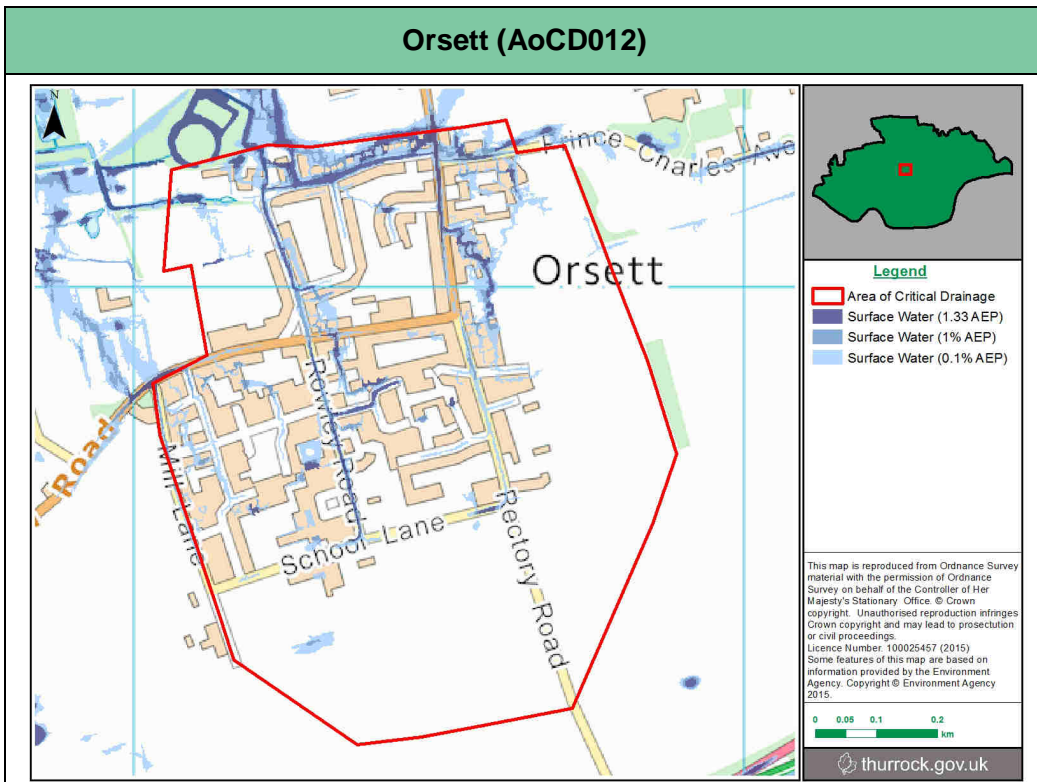 Orsett (AoCD012)
N
Prince Charles Ave
Orsett
Road
Rowley Road
Mill Lane
School Lane
Rectory Road
Legend
Area of Critical Drainage
Surface Water (1.33 AEP)
Surface Water (1% AEP)
Surface Water (0.1% AEP)
This map is reproduced from Ordnance Survey
material with the permission of Ordnance
Survey on behalf of the Controller of Her
Majesty's Stationary Office. © Crown
copyright. Unauthorised reproduction infringes
Crown copyright and may lead to prosectution
or civil proceedings.
Licence Number. 100025457 (2015)
Some features of this map are based on
information provided by the Environment
Agency. Copyright © Environment Agency
2015.
0 0.05 0.1 0.2
km
thurrock.gov.uk